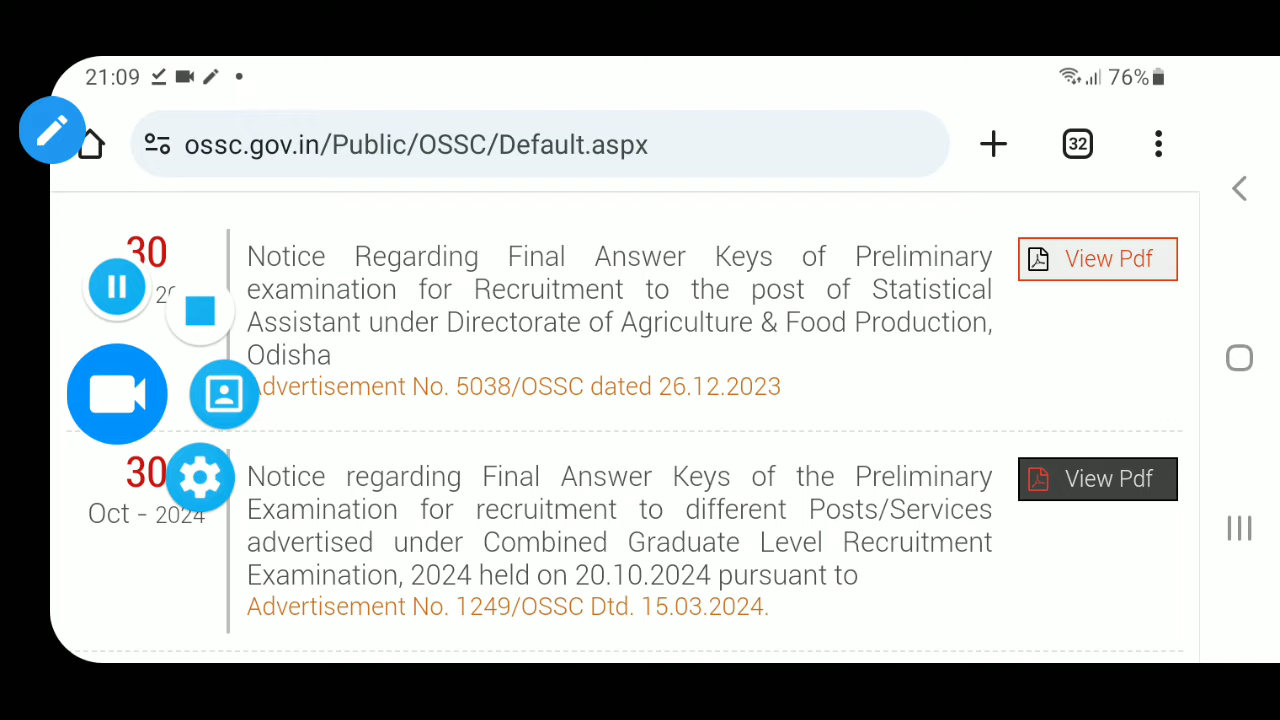 21:09
76%
ossc.gov.in/Public/OSSC/Default.aspx
32
30
Notice Regarding Final Answer Keys of Preliminary
examination for Recruitment to the post of Statistical
Assistant under Directorate of Agriculture & Food Production,
Odisha
Advertisement No. 5038/OSSC dated 26.12.2023
View Pdf
30
Oct - 2024
Notice regarding Final Answer Keys of the Preliminary
Examination for recruitment to different Posts/Services
advertised under Combined Graduate Level Recruitment
Examination, 2024 held on 20.10.2024 pursuant to
Advertisement No. 1249/OSSC Dtd. 15.03.2024.
View Pdf